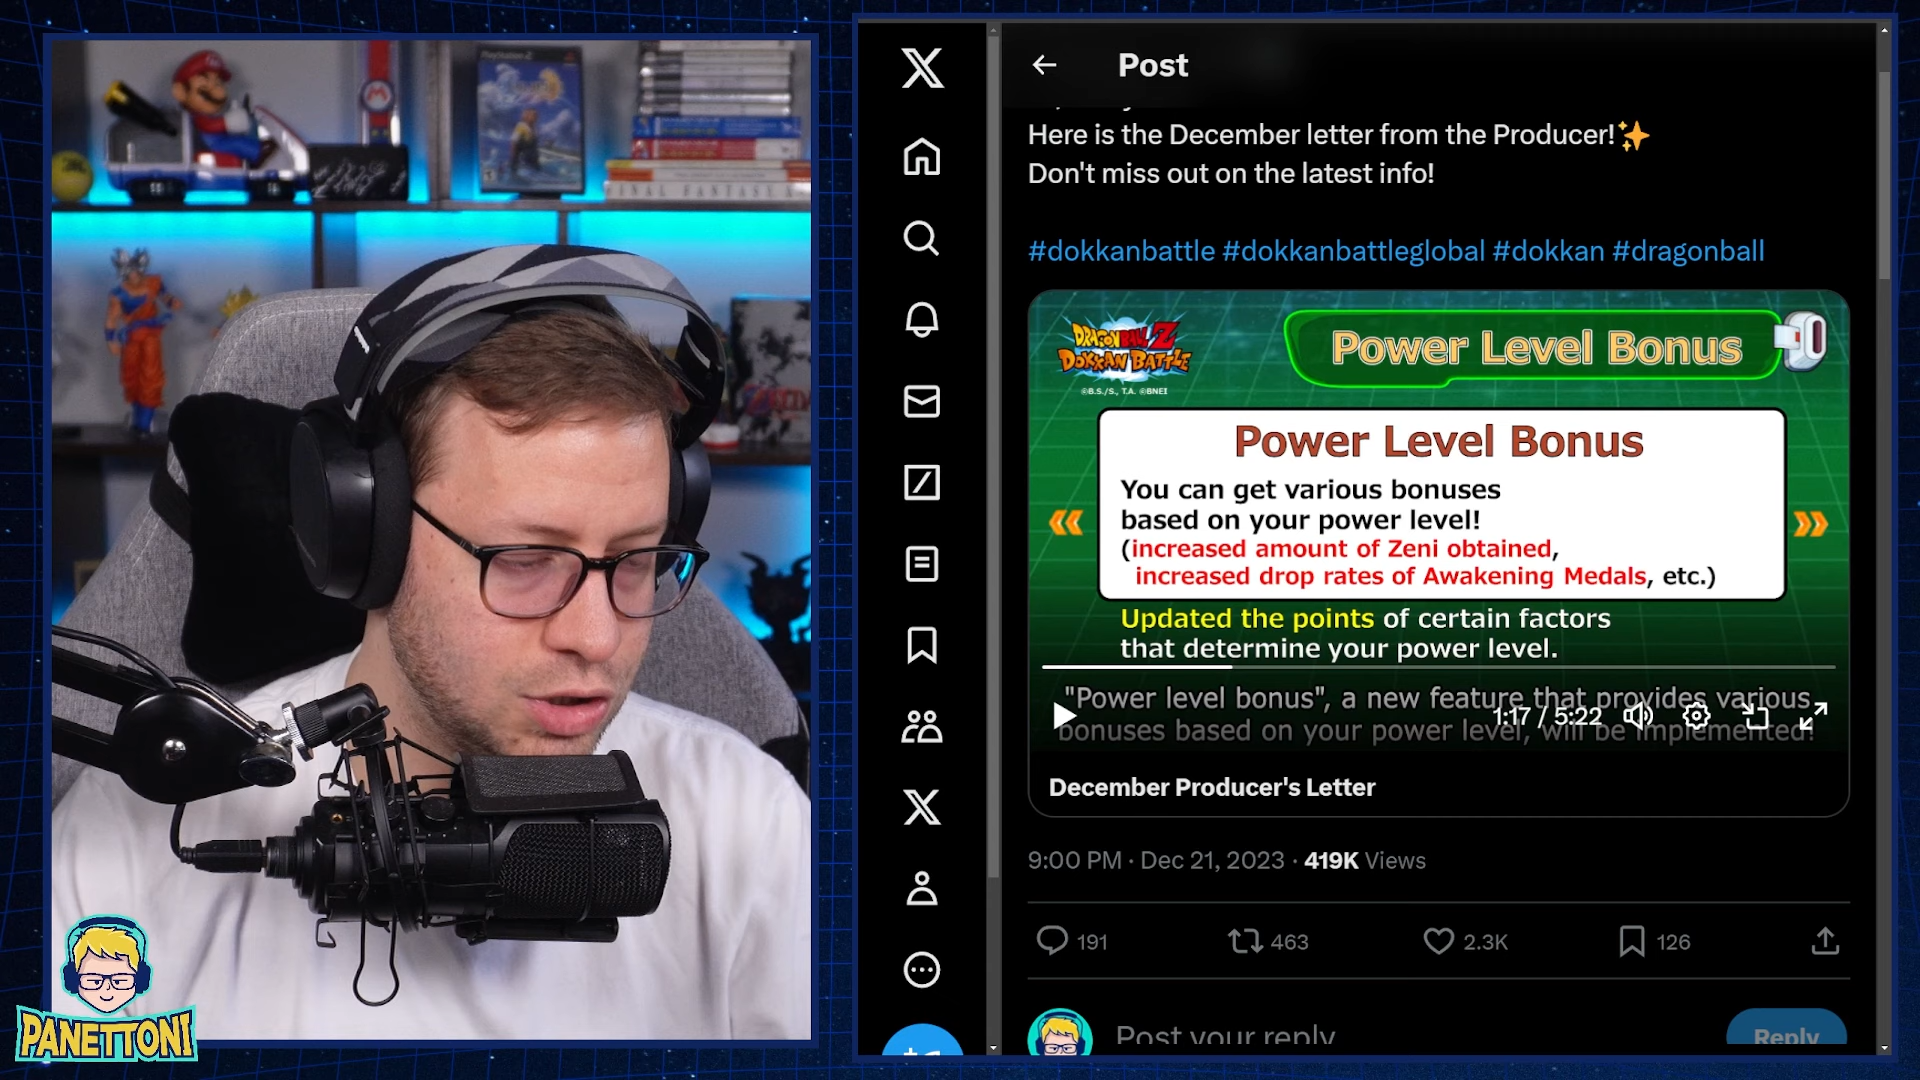 PlayStation 2
FINAL FANTASY X
M
PANETTONI
Post
Here is the December letter from the Producer!✨
Don't miss out on the latest info!
#dokkanbattle #dokkanbattleglobal #dokkan #dragonball
DRAGON BALL Z
DOKKAN BATTLE
©B.S./S., T.A. ©BNEI
Power Level Bonus
Power Level Bonus
You can get various bonuses
based on your power level!
(increased amount of Zeni obtained,
increased drop rates of Awakening Medals, etc.)
Updated the points of certain factors
that determine your power level.
"Power level bonus", a new feature that provides various
bonuses based on your power level, will be implemented!
1:17 / 5:22
December Producer's Letter
9:00 PM · Dec 21, 2023 · 419K Views
191 463 2.3K 126
Post your reply
Reply